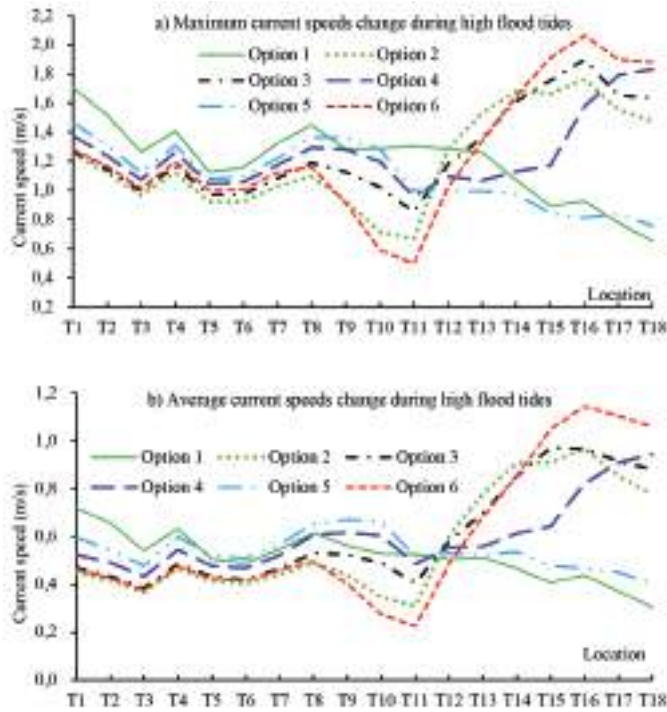 a) Maximum current speeds change during high flood tides
Option 1 Option 2
Option 3 Option 4
Option 5 Option 6
Current speed (m/s)
2,2
2,0
1,8
1,6
1,4
1,2
1,0
0,8
0,6
0,4
0,2
Location
T1 T2 T3 T4 T5 T6 T7 T8 T9 T10 T11 T12 T13 T14 T15 T16 T17 T18
b) Average current speeds change during high flood tides
Option 1 Option 2 Option 3
Option 4 Option 5 Option 6
Current speed (m/s)
1,2
1,0
0,8
0,6
0,4
0,2
0,0
Location
T1 T2 T3 T4 T5 T6 T7 T8 T9 T10 T11 T12 T13 T14 T15 T16 T17 T18